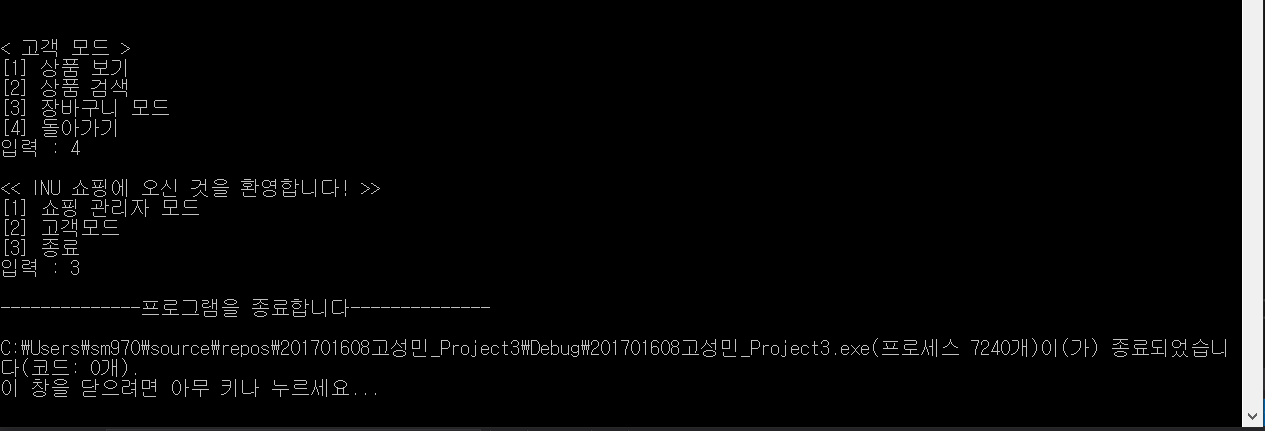 < 고객 모드 >
[1] 상품 보기
[2] 상품 검색
[3] 장바구니 모드
[4] 돌아가기
입력 : 4
<< INU 쇼핑에 오신 것을 환영합니다! >>
[1] 쇼핑 관리자 모드
[2] 고객모드
[3] 종료
입력 : 3
--------------프로그램을 종료합니다--------------
C:₩Users₩sm970₩source₩repos₩201701608고성민_Project3₩Debug₩201701608고성민_Project3.exe(프로세스 7240개)이(가) 종료되었습니
다(코드: 0개).
이 창을 닫으려면 아무 키나 누르세요...